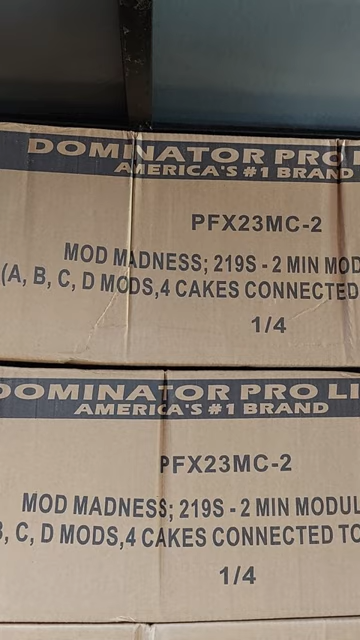 DOMINATOR PRO
AMERICA'S #1 BRAND
PFX23MC-2
MOD MADNESS; 219S - 2 MIN MOD
(A, B, C, D MODS,4 CAKES CONNECTED
1/4
DOMINATOR PRO LI
AMERICA'S #1 BRAND
PFX23MC-2
MOD MADNESS; 219S - 2 MIN MODUL
B, C, D MODS,4 CAKES CONNECTED TO
1/4